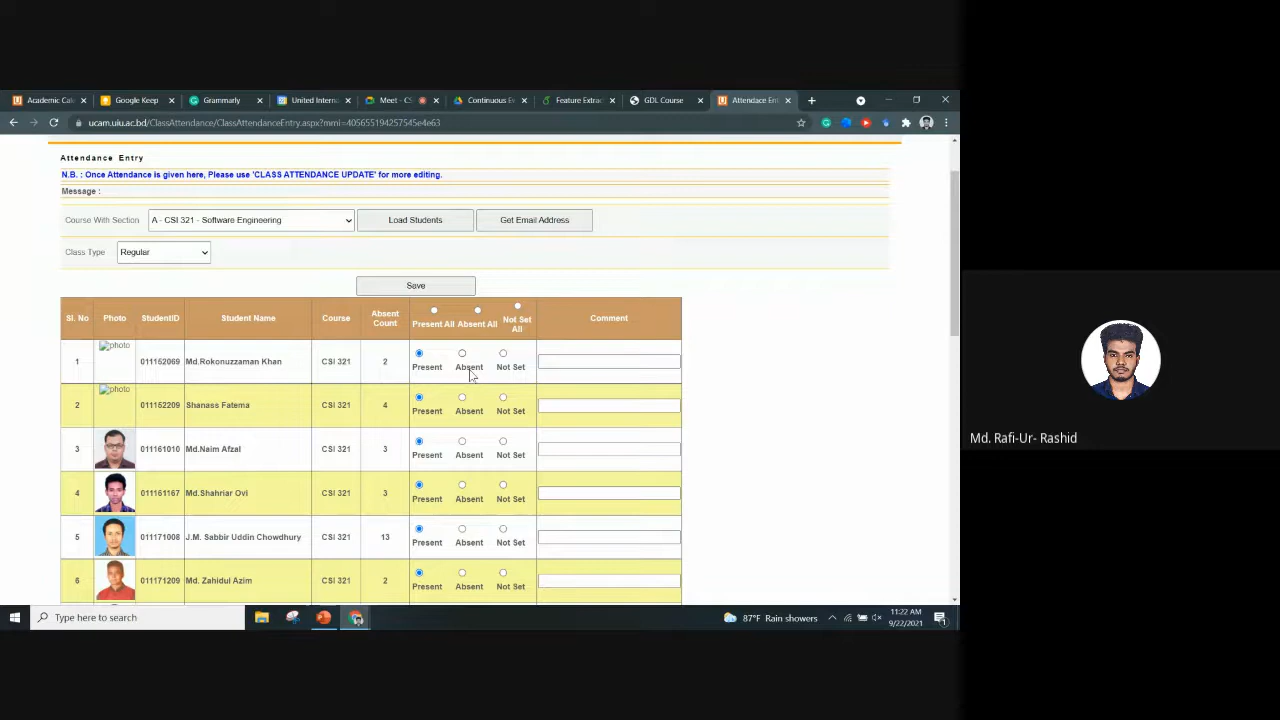 Academic Cal
Google Keep
Grammarly
United Intern
Meet - CS
Continuous Ev
Feature Extrac
GDL Course
Attendace Ent
ucam.uiu.ac.bd/ClassAttendance/ClassAttendanceEntry.aspx?mmi=405655194257545e4e63
Attendance Entry
N.B. : Once Attendance is given here, Please use 'CLASS ATTENDANCE UPDATE' for more editing.
Message :
Course With Section A - CSI 321 - Software Engineering Load Students Get Email Address
Class Type Regular
Save
Sl. No Photo StudentID Student Name Course Absent Count Present All Absent All Not Set All Comment
photo
1 011152069 Md.Rokonuzzaman Khan CSI 321 2 Present Absent Not Set
photo
2 011152209 Shanass Fatema CSI 321 4 Present Absent Not Set
3 011161010 Md.Naim Afzal CSI 321 3 Present Absent Not Set
4 011161167 Md.Shahriar Ovi CSI 321 3 Present Absent Not Set
5 011171008 J.M. Sabbir Uddin Chowdhury CSI 321 13 Present Absent Not Set
6 011171209 Md. Zahidul Azim CSI 321 2 Present Absent Not Set
Type here to search
87°F Rain showers
11:22 AM
9/22/2021
Md. Rafi-Ur- Rashid